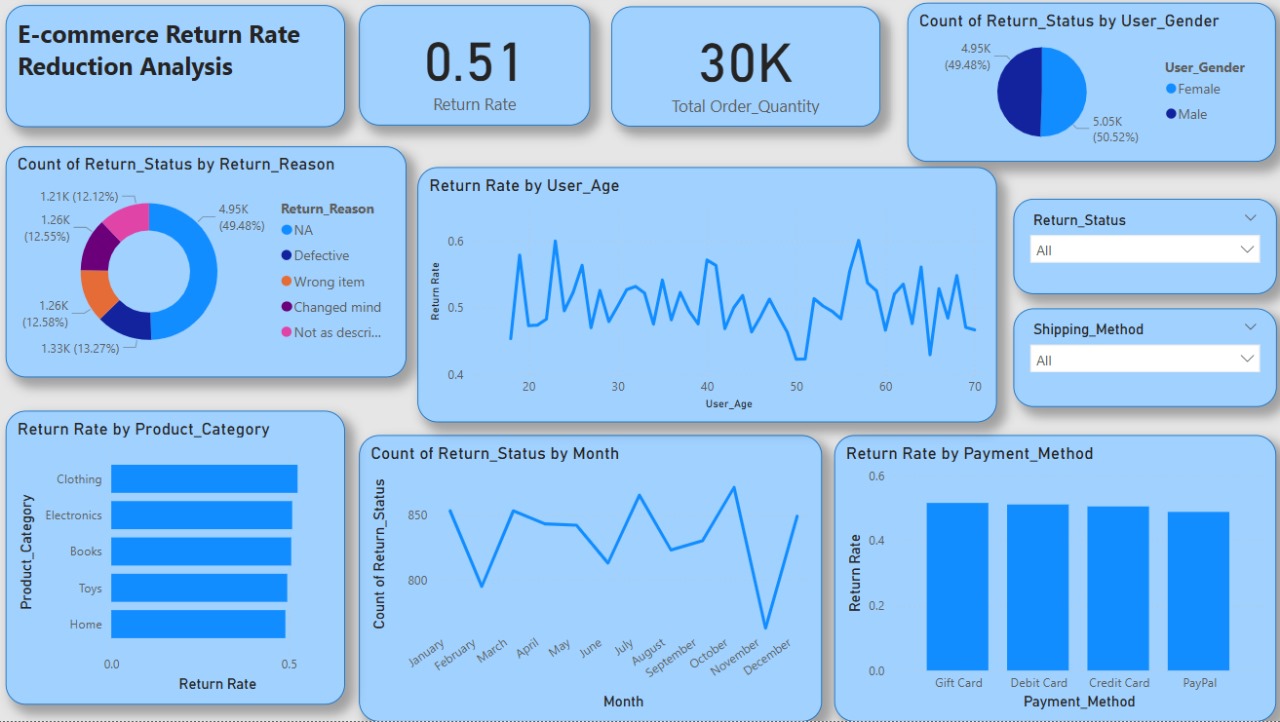 E-commerce Return Rate
Reduction Analysis
0.51
Return Rate
30K
Total Order_Quantity
Count of Return_Status by User_Gender
4.95K
(49.48%)
5.05K
(50.52%)
User_Gender
Female
Male
Count of Return_Status by Return_Reason
1.21K (12.12%)
1.26K
(12.55%)
1.26K
(12.58%)
1.33K (13.27%)
4.95K
(49.48%)
Return_Reason
NA
Defective
Wrong item
Changed mind
Not as descri...
Return Rate by User_Age
Return Rate
0.6
0.5
0.4
20
30
40
50
60
70
User_Age
Return_Status
All
Shipping_Method
All
Return Rate by Product_Category
Product_Category
Clothing
Electronics
Books
Toys
Home
0.0
0.5
Return Rate
Count of Return_Status by Month
Count of Return_Status
850
800
January
February
March
April
May
June
July
August
September
October
November
December
Month
Return Rate by Payment_Method
Return Rate
0.6
0.4
0.2
0.0
Gift Card
Debit Card
Credit Card
PayPal
Payment_Method